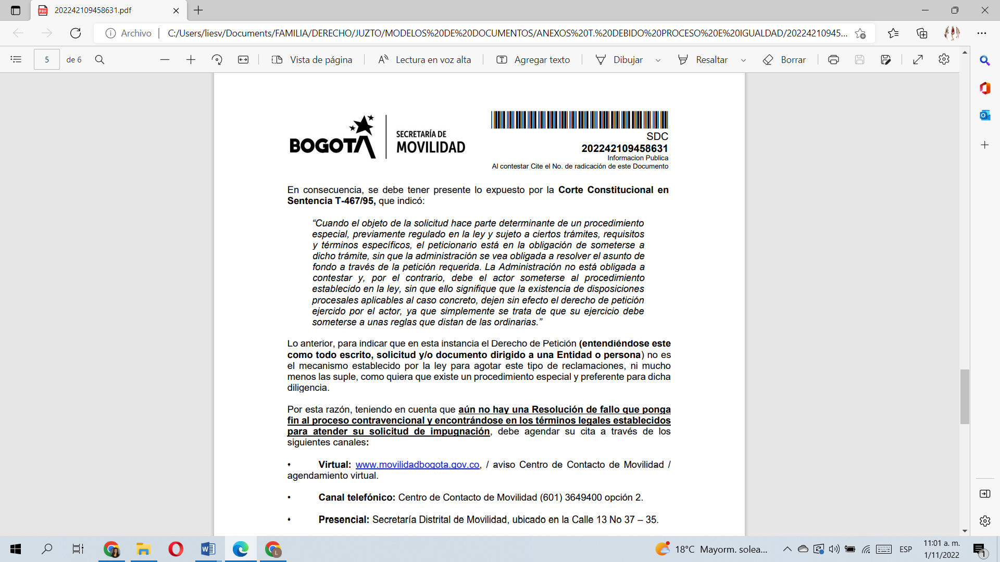 202242109458631.pdf
Archivo
C:/Users/liesv/Documents/FAMILIA/DERECHO/JUZTO/MODELOS%20DE%20DOCUMENTOS/ANEXOS%20T.%20DEBIDO%20PROCESO%20E%20IGUALDAD/20224210945...
5 de 6
Vista de página
Lectura en voz alta
Agregar texto
Dibujar
Resaltar
Borrar
BOGOTÁ
SECRETARÍA DE
MOVILIDAD
SDC
202242109458631
Informacion Publica
Al contestar Cite el No. de radicación de este Documento
En consecuencia, se debe tener presente lo expuesto por la Corte Constitucional en
Sentencia T-467/95, que indicó:
“Cuando el objeto de la solicitud hace parte determinante de un procedimiento
especial, previamente regulado en la ley y sujeto a ciertos trámites, requisitos
y términos específicos, el peticionario está en la obligación de someterse a
dicho trámite, sin que la administración se vea obligada a resolver el asunto de
fondo a través de la petición requerida. La Administración no está obligada a
contestar y, por el contrario, debe el actor someterse al procedimiento
establecido en la ley, sin que ello signifique que la existencia de disposiciones
procesales aplicables al caso concreto, dejen sin efecto el derecho de petición
ejercido por el actor, ya que simplemente se trata de que su ejercicio debe
someterse a unas reglas que distan de las ordinarias.”
Lo anterior, para indicar que en esta instancia el Derecho de Petición (entendiéndose este
como todo escrito, solicitud y/o documento dirigido a una Entidad o persona) no es
el mecanismo establecido por la ley para agotar este tipo de reclamaciones, ni mucho
menos las suple, como quiera que existe un procedimiento especial y preferente para dicha
diligencia.
Por esta razón, teniendo en cuenta que aún no hay una Resolución de fallo que ponga
fin al proceso contravencional y encontrándose en los términos legales establecidos
para atender su solicitud de impugnación, debe agendar su cita a través de los
siguientes canales:
• Virtual: www.movilidadbogota.gov.co, / aviso Centro de Contacto de Movilidad /
agendamiento virtual.
• Canal telefónico: Centro de Contacto de Movilidad (601) 3649400 opción 2.
• Presencial: Secretaría Distrital de Movilidad, ubicado en la Calle 13 No 37 – 35.
18°C Mayorm. solea...
ESP
11:01 a. m.
1/11/2022
1